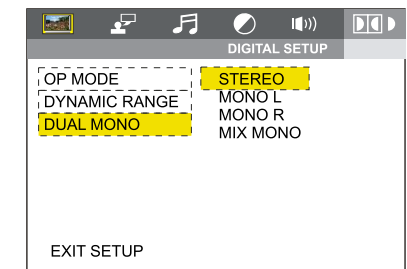 DIGITAL SETUP
OP MODE
DYNAMIC RANGE
DUAL MONO
STEREO
MONO L
MONO R
MIX MONO
EXIT SETUP